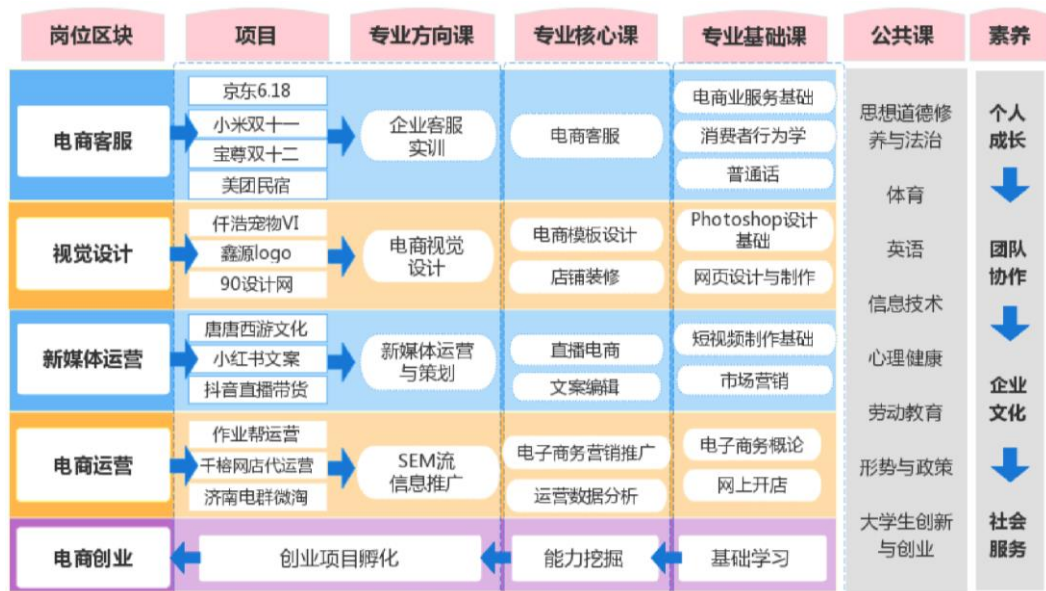 岗位区块
项目
专业方向课
专业核心课
专业基础课
公共课
素养
电商客服
京东6.18
小米双十一
宝尊双十二
美团民宿
企业客服
实训
电商客服
电商业服务基础
消费者行为学
普通话
视觉设计
仟浩宠物VI
鑫源logo
90设计网
电商视觉
设计
电商模板设计
店铺装修
Photoshop设计
基础
网页设计与制作
新媒体运营
唐唐西游文化
小红书文案
抖音直播带货
新媒体运营
与策划
直播电商
文案编辑
短视频制作基础
市场营销
电商运营
作业帮运营
千榕网店代运营
济南电群微淘
SEM流
信息推广
电子商务营销推广
运营数据分析
电子商务概论
网上开店
电商创业
创业项目孵化
能力挖掘
基础学习
思想道德修
养与法治
体育
英语
信息技术
心理健康
劳动教育
形势与政策
大学生创新
与创业
个人
成长
团队
协作
企业
文化
社会
服务